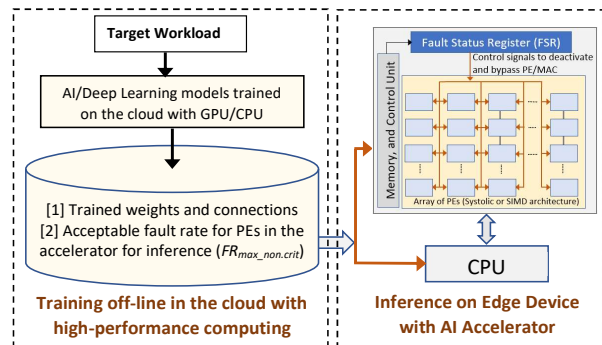 Target Workload
AI/Deep Learning models trained
on the cloud with GPU/CPU
[1] Trained weights and connections
[2] Acceptable fault rate for PEs in the
accelerator for inference (FRmax_non.crit)
Training off-line in the cloud with
high-performance computing
Fault Status Register (FSR)
Control signals to deactivate
and bypass PE/MAC
Memory, and Control Unit
Array of PEs (Systolic or SIMD architecture)
CPU
Inference on Edge Device
with AI Accelerator